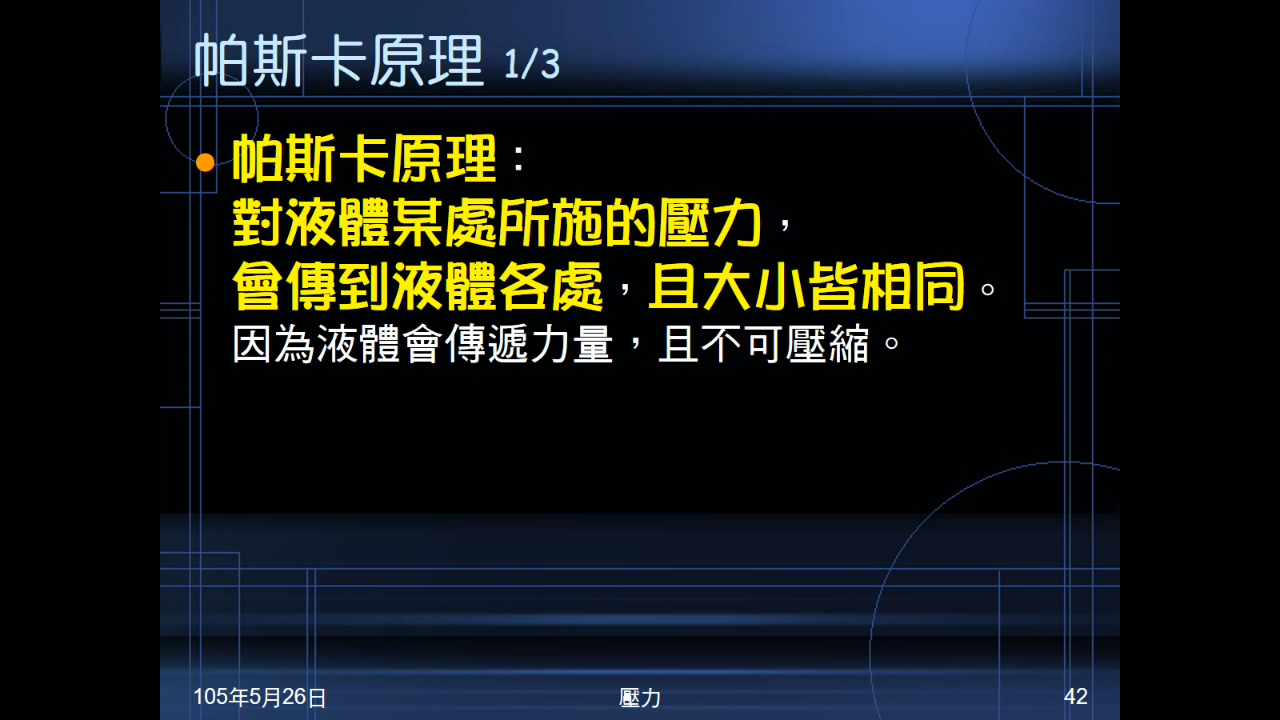 帕斯卡原理 1/3
帕斯卡原理：
對液體某處所施的壓力，
會傳到液體各處，且大小皆相同。
因為液體會傳遞力量，且不可壓縮。
105年5月26日
壓力
42